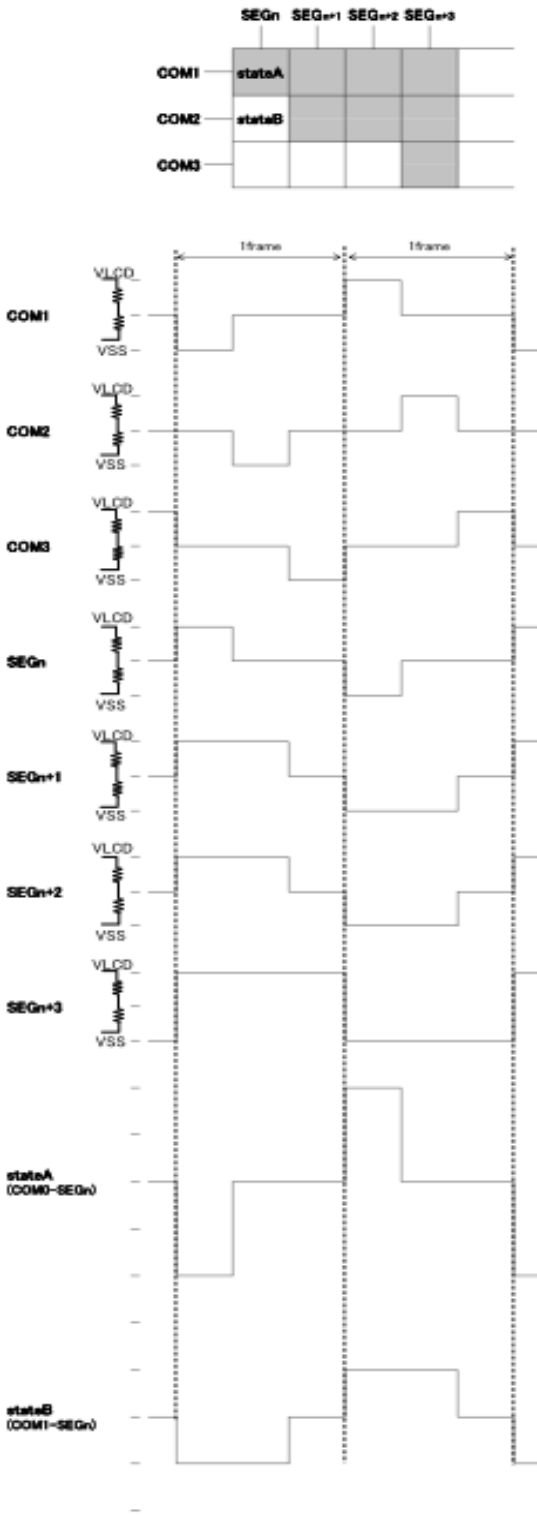 SEGn SEGn+1 SEGn+2 SEGn+3
COM1 stateA
COM2 stateB
COM3
1frame 1frame
VLCD
COM1
VSS
VLCD
COM2
VSS
VLCD
COM3
VSS
VLCD
SEGn
VSS
VLCD
SEGn+1
VSS
VLCD
SEGn+2
VSS
VLCD
SEGn+3
VSS
stateA
(COM0-SEGn)
stateB
(COM1-SEGn)